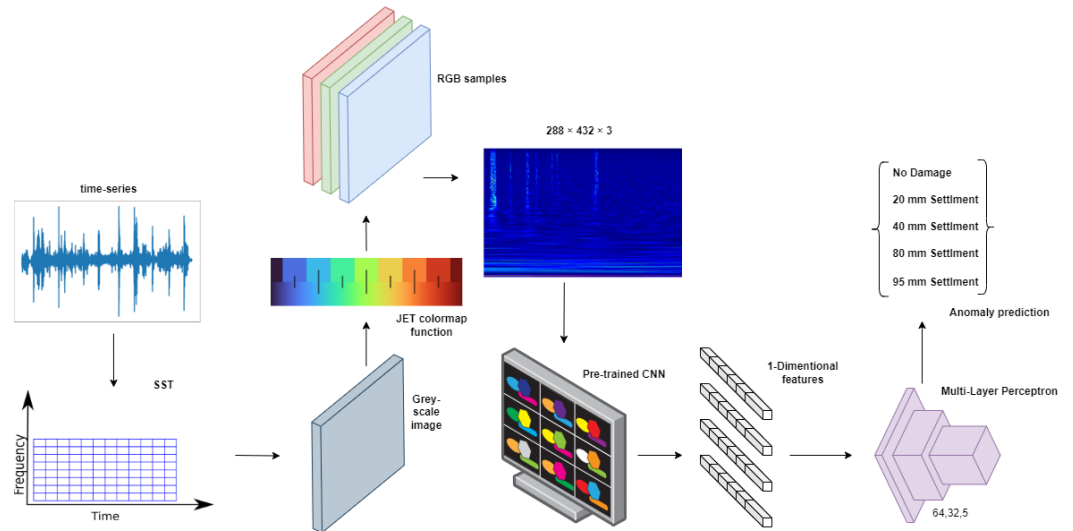 time-series
SST
Frequency
Time
Grey-
scale
image
JET colormap
function
RGB samples
288 × 432 × 3
Pre-trained CNN
1-Dimentional
features
Multi-Layer Perceptron
64,32,5
Anomaly prediction
No Damage
20 mm Settlment
40 mm Settlment
80 mm Settlment
95 mm Settlment